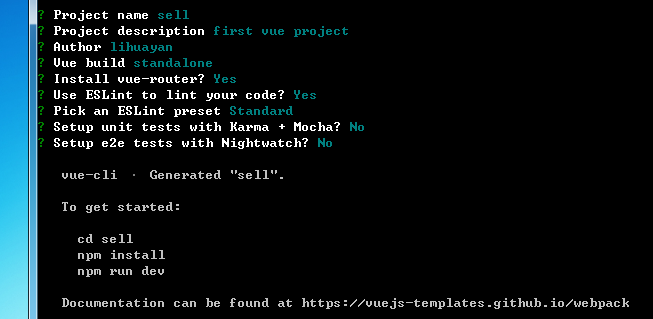 ? Project name sell
? Project description first vue project
? Author lihuayan
? Vue build standalone
? Install vue-router? Yes
? Use ESLint to lint your code? Yes
? Pick an ESLint preset Standard
? Setup unit tests with Karma + Mocha? No
? Setup e2e tests with Nightwatch? No
vue-cli · Generated "sell".
To get started:
cd sell
npm install
npm run dev
Documentation can be found at https://vuejs-templates.github.io/webpack